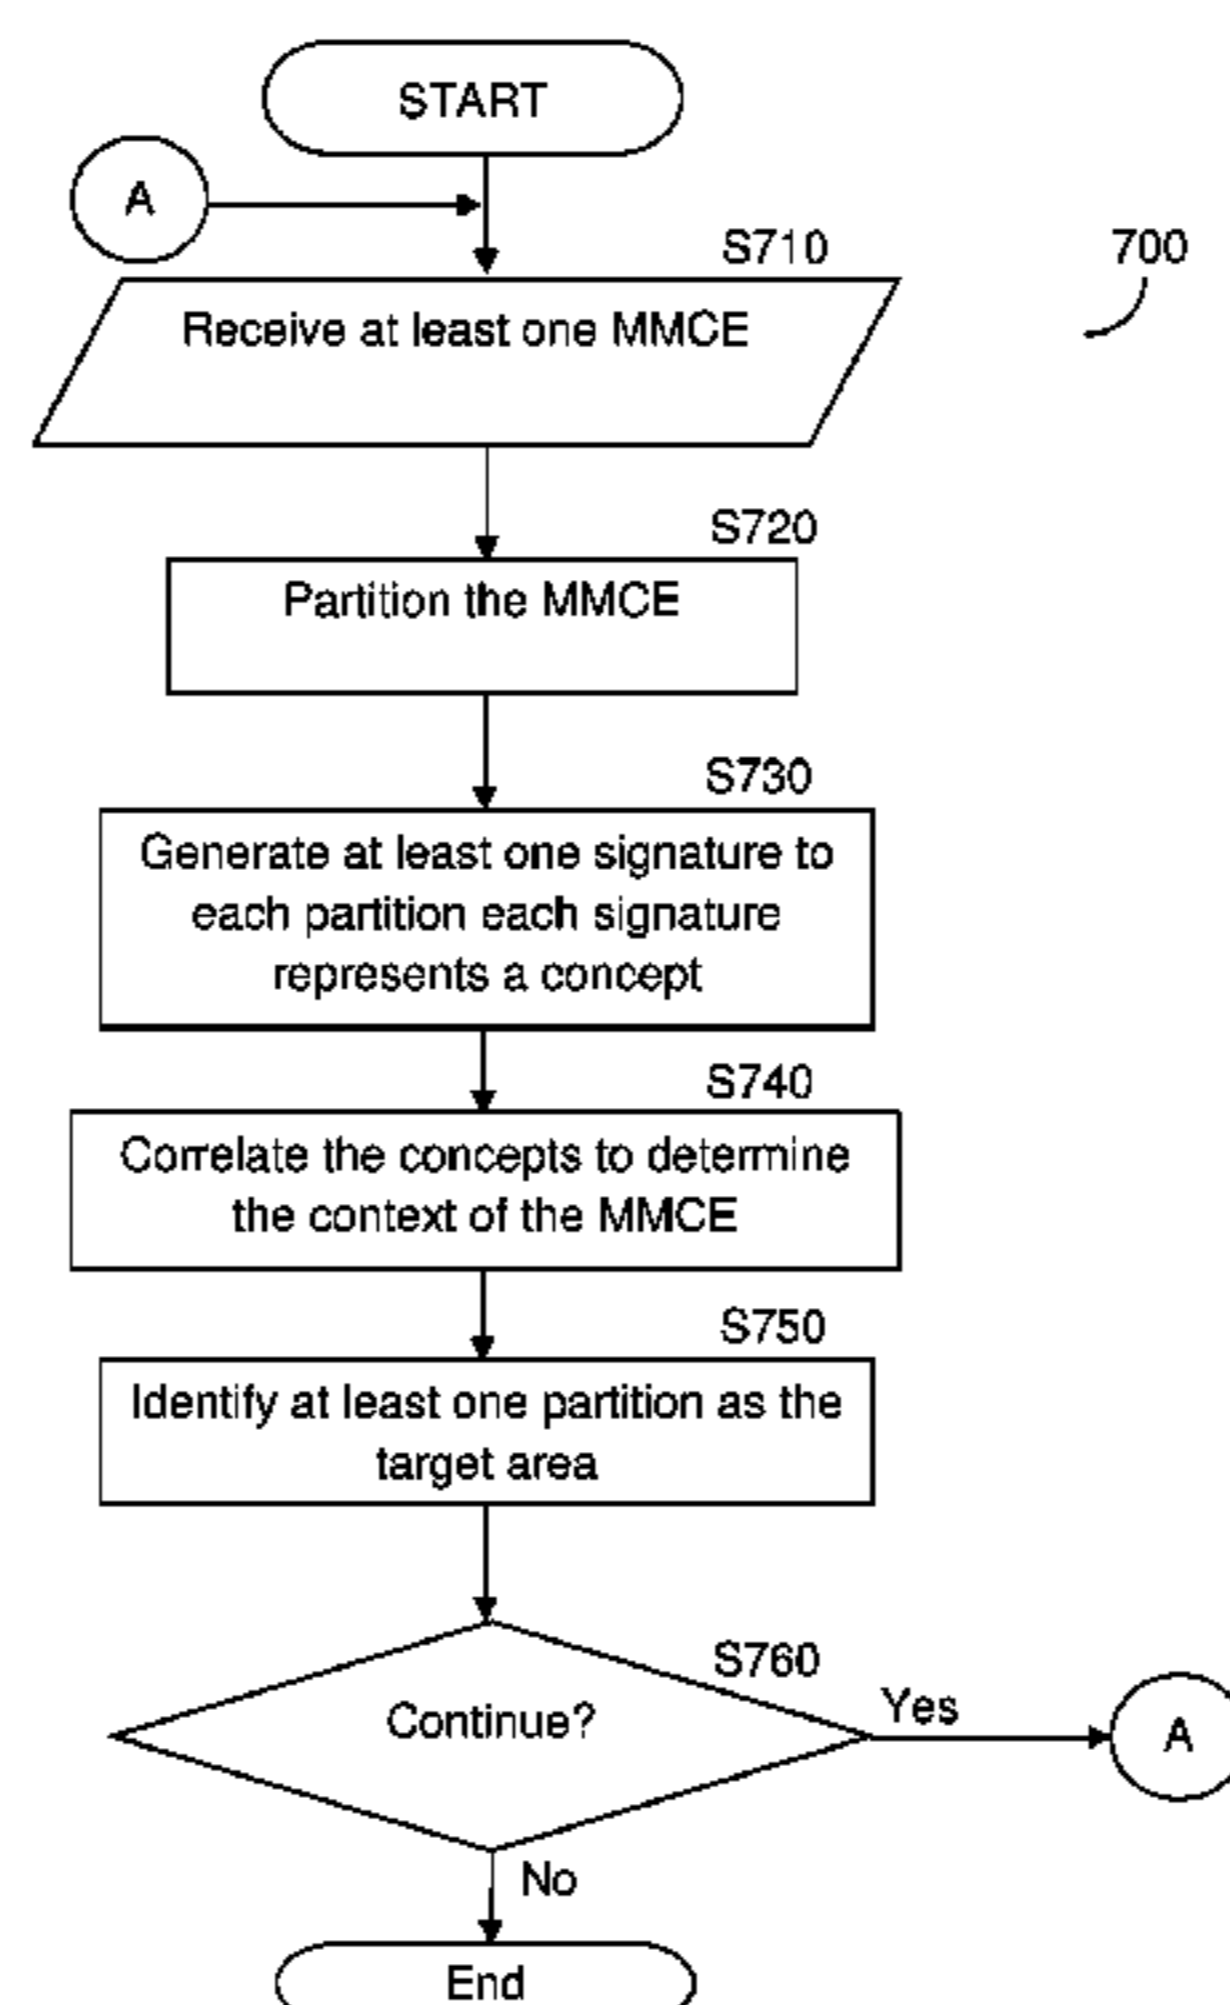 START
A
S710
700
Receive at least one MMCE
S720
Partition the MMCE
S730
Generate at least one signature to
each partition each signature
represents a concept
S740
Correlate the concepts to determine
the context of the MMCE
S750
Identify at least one partition as the
target area
S760
Continue?
Yes
A
No
End